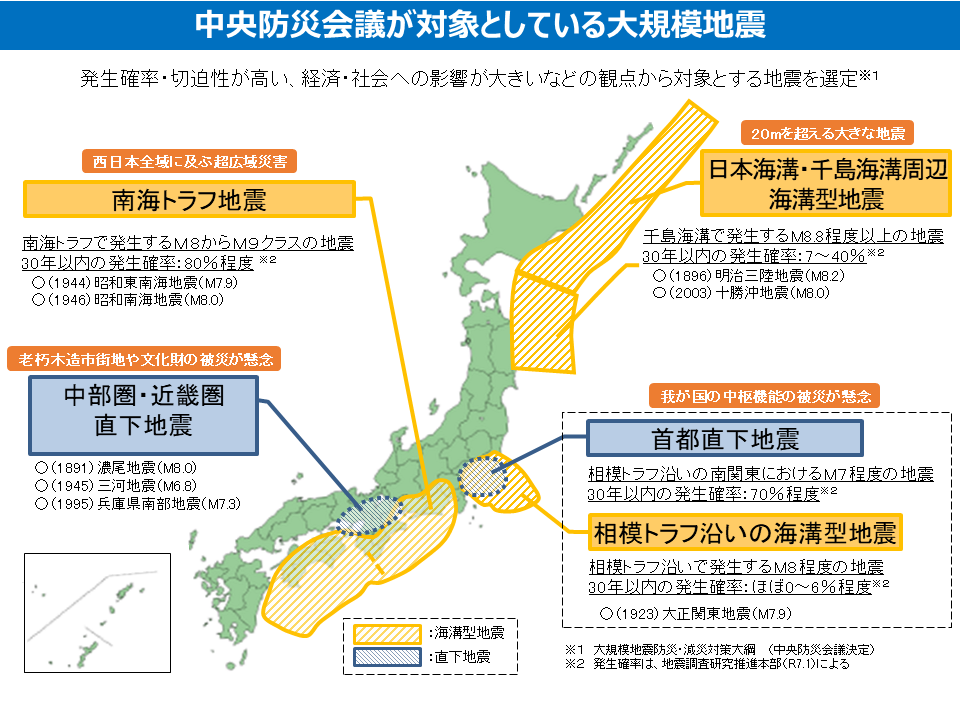 中央防災会議が対象としている大規模地震
発生確率・切迫性が高い、経済・社会への影響が大きいなどの観点から対象とする地震を選定※1
西日本全域に及ぶ超広域災害
南海トラフ地震
南海トラフで発生するM8からM9クラスの地震
30年以内の発生確率：80％程度※2
○（1944）昭和東南海地震（M7.9）
○（1946）昭和南海地震（M8.0）
20mを超える大きな地震
日本海溝・千島海溝周辺
海溝型地震
千島海溝で発生するM8.8程度以上の地震
30年以内の発生確率：7～40％※2
○（1896）明治三陸地震（M8.2）
○（2003）十勝沖地震（M8.0）
老朽木造市街地や文化財の被災が懸念
中部圏・近畿圏
直下地震
○（1891）濃尾地震（M8.0）
○（1945）三河地震（M6.8）
○（1995）兵庫県南部地震（M7.3）
我が国の中枢機能の被災が懸念
首都直下地震
相模トラフ沿いの南関東におけるM7程度の地震
30年以内の発生確率：70％程度※2
相模トラフ沿いの海溝型地震
相模トラフ沿いで発生するM8程度の地震
30年以内の発生確率：ほぼ0～6％程度※2
○（1923）大正関東地震（M7.9）
：海溝型地震
：直下地震
※1 大規模地震防災・減災対策大綱 （中央防災会議決定）
※2 発生確率は、地震調査研究推進本部（R7.1）による